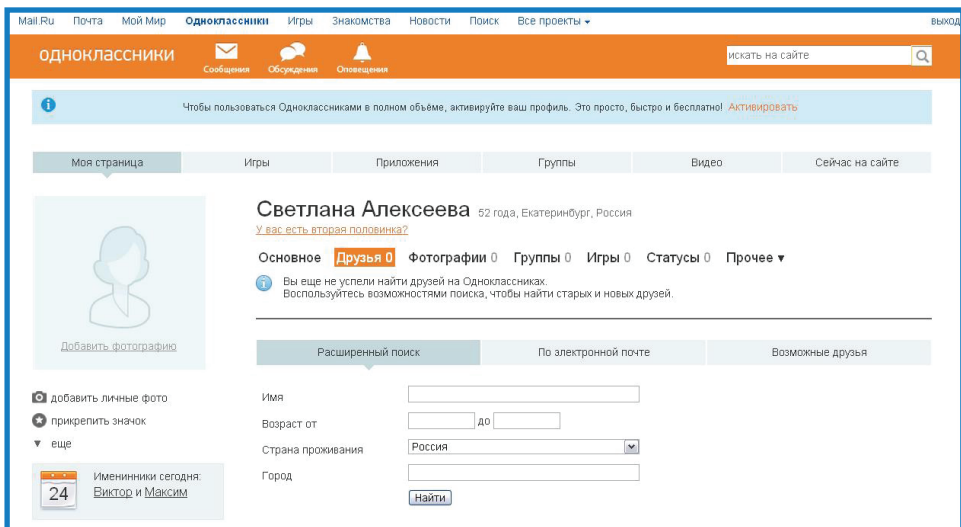 Mail.Ru Почта Мой Мир Одноклассники Игры Знакомства Новости Поиск Все проекты ▾ выход
одноклассники Сообщения Обсуждения Оповещения искать на сайте
Чтобы пользоваться Одноклассниками в полном объёме, активируйте ваш профиль. Это просто, быстро и бесплатно! Активировать
Моя страница Игры Приложения Группы Видео Сейчас на сайте
Светлана Алексеева 52 года, Екатеринбург, Россия
У вас есть вторая половинка?
Основное Друзья 0 Фотографии 0 Группы 0 Игры 0 Статусы 0 Прочее ▾
Вы еще не успели найти друзей на Одноклассниках.
Воспользуйтесь возможностями поиска, чтобы найти старых и новых друзей.
Добавить фотографию
Расширенный поиск По электронной почте Возможные друзья
добавить личные фото
прикрепить значок
▾ еще
Имя
Возраст от до
Страна проживания Россия
Город
Найти
24 Именинники сегодня:
Виктор и Максим